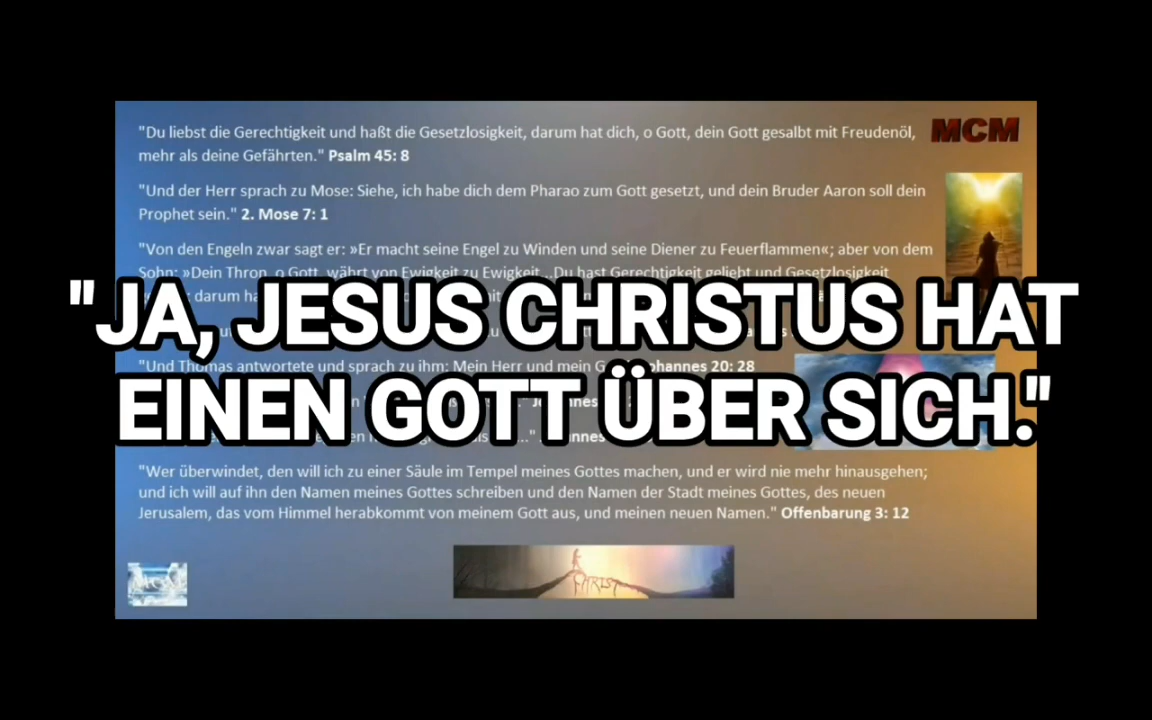 "Du liebst die Gerechtigkeit und haßt die Gesetzlosigkeit, darum hat dich, o Gott, dein Gott gesalbt mit Freudenöl,
mehr als deine Gefährten." Psalm 45: 8
MCM
"Und der Herr sprach zu Mose: Siehe, ich habe dich dem Pharao zum Gott gesetzt, und dein Bruder Aaron soll dein
Prophet sein." 2. Mose 7: 1
"Von den Engeln zwar sagt er: »Er macht seine Engel zu Winden und seine Diener zu Feuerflammen«; aber von dem
Sohn: »Dein Thron, o Gott, währt von Ewigkeit zu Ewigkeit...Du hast Gerechtigkeit geliebt und Gesetzlosigkeit
darum
"JA, JESUS CHRISTUS HAT
"Und Thomas antwortete und sprach zu ihm: Mein Herr und mein 20: 28
EINEN GOTT ÜBER SICH."
"Wer überwindet, den will ich zu einer Säule im Tempel meines Gottes machen, und er wird nie mehr hinausgehen;
und ich will auf ihn den Namen meines Gottes schreiben und den Namen der Stadt meines Gottes, des neuen
Jerusalem, das vom Himmel herabkommt von meinem Gott aus, und meinen neuen Namen." Offenbarung 3: 12
CHRIST